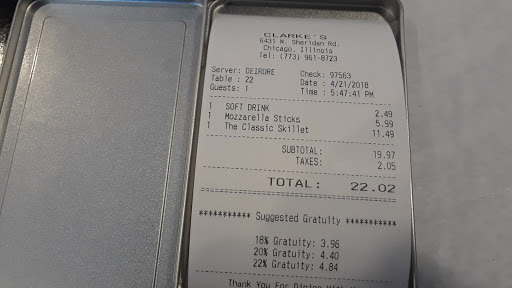 CLARKE'S
6431 N. Sheridan Rd.
Chicago, Illinois
Tel: (773) 961-8723
Server: DEIRDRE Check: 97563
Table : 22 Date : 4/21/2018
Guests: 1 Time : 5:47:41 PM
1 SOFT DRINK 2.49
1 Mozzarella Sticks 5.99
1 The Classic Skillet 11.49
SUBTOTAL: 19.97
TAXES: 2.05
TOTAL: 22.02
*********** Suggested Gratuity ***********
18% Gratuity: 3.96
20% Gratuity: 4.40
22% Gratuity: 4.84
Thank You For Dining With